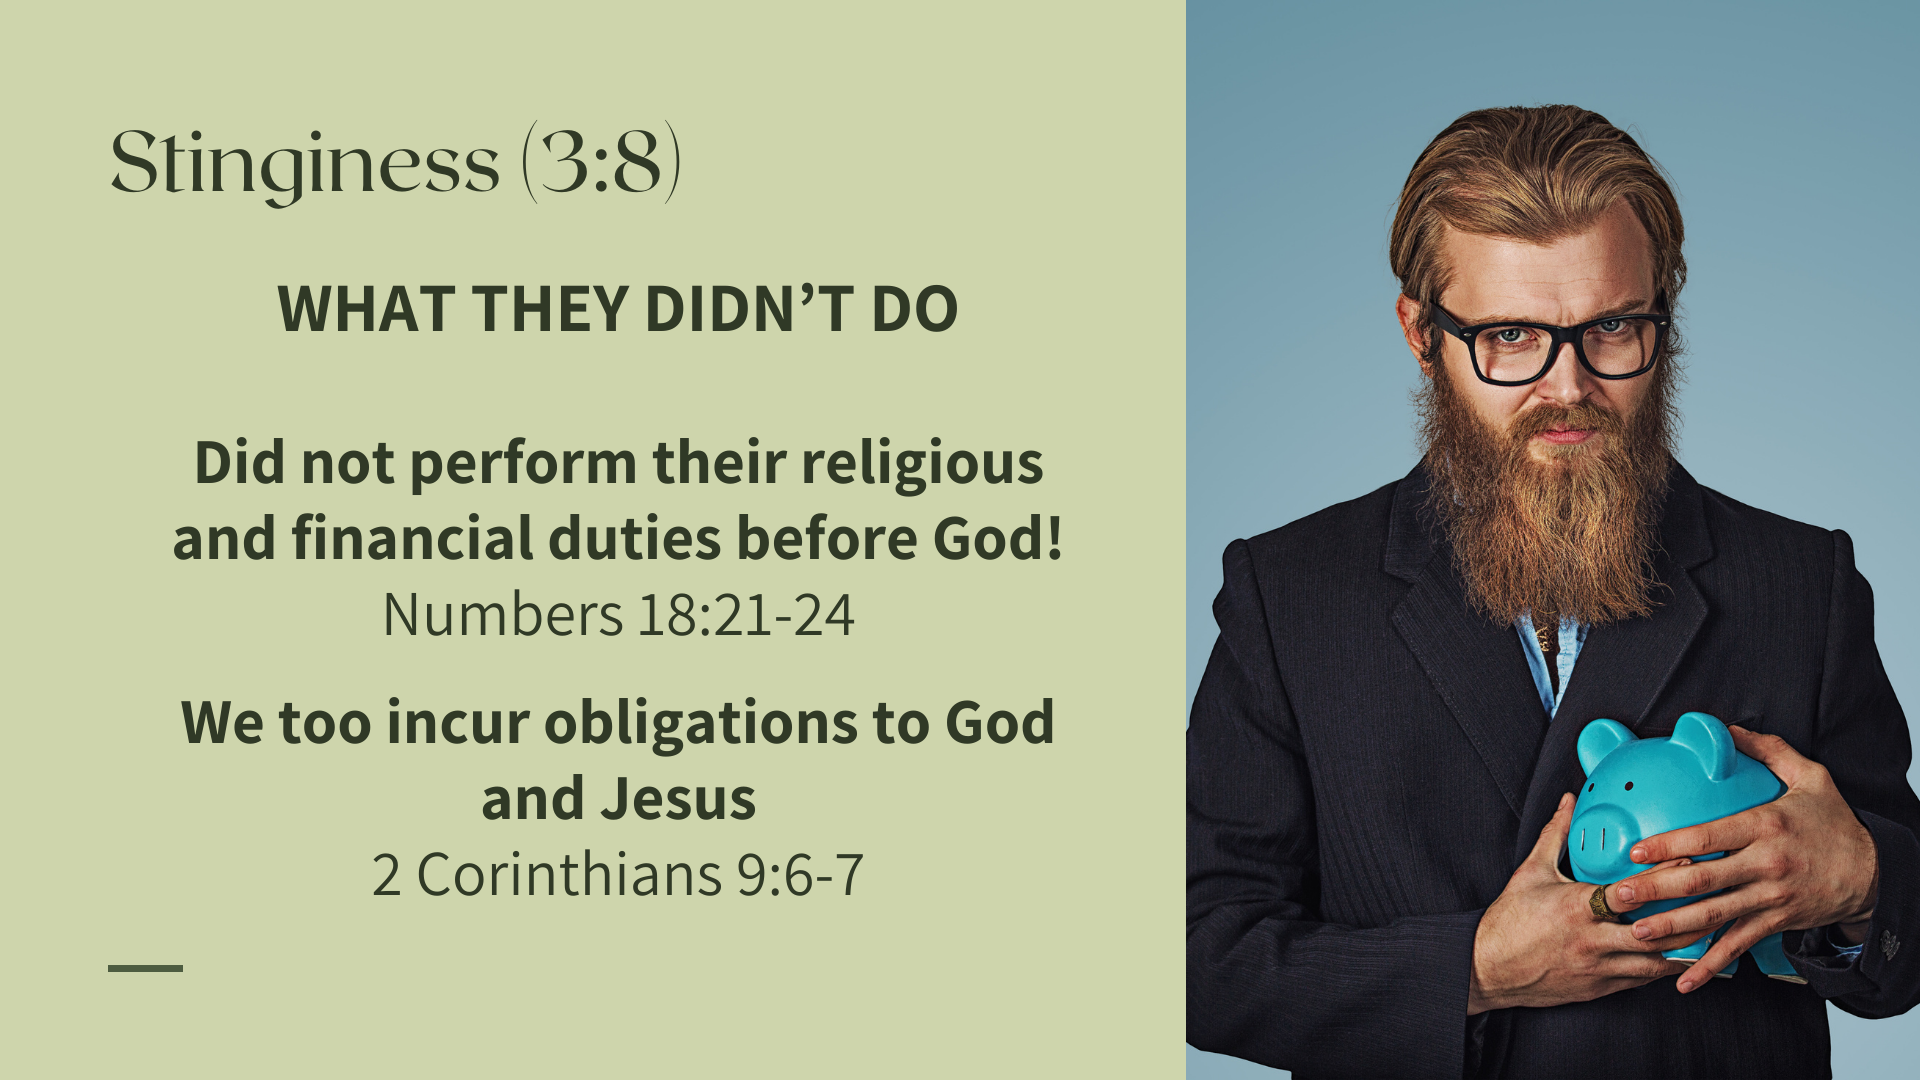 Stinginess (3:8)
WHAT THEY DIDN’T DO
Did not perform their religious
and financial duties before God!
Numbers 18:21-24
We too incur obligations to God
and Jesus
2 Corinthians 9:6-7